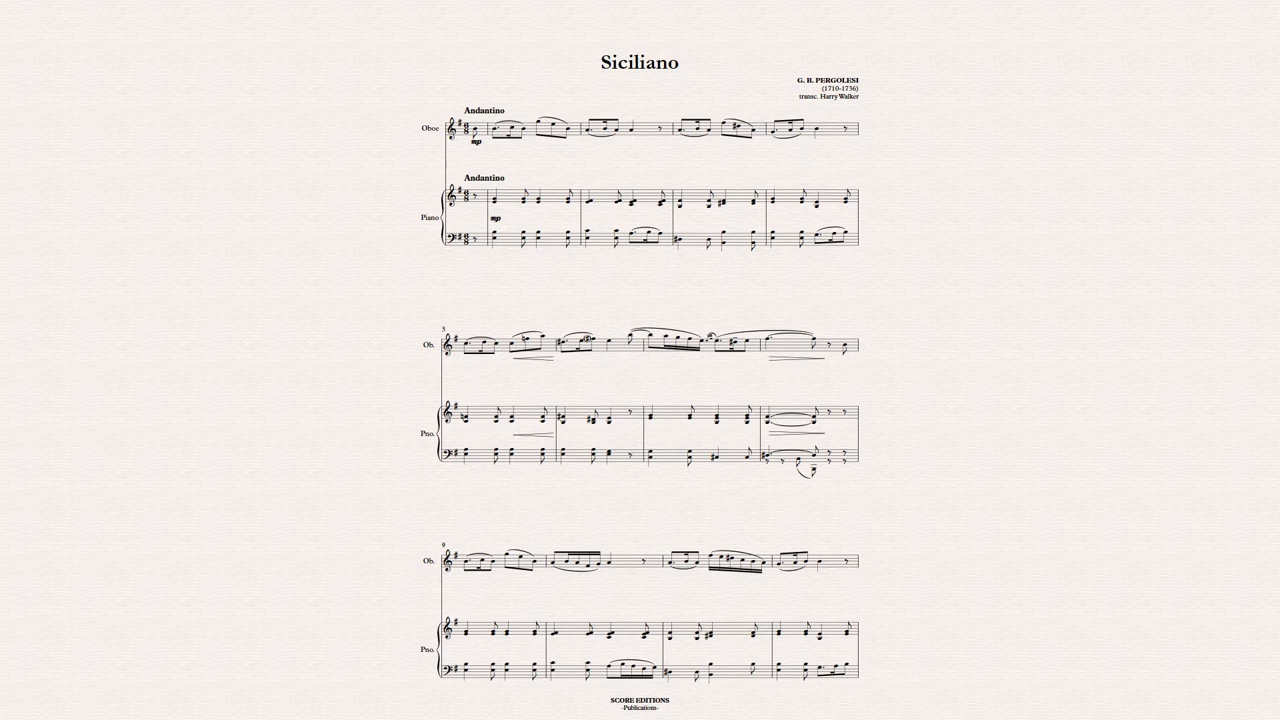 Siciliano
G. B. PERGOLESI
(1710-1736)
transc. Harry Walker
Andantino
Oboe
mp
Andantino
Piano
mp
5
Ob.
Pno.
9
Ob.
Pno.
SCORE EDITIONS
-Publications-